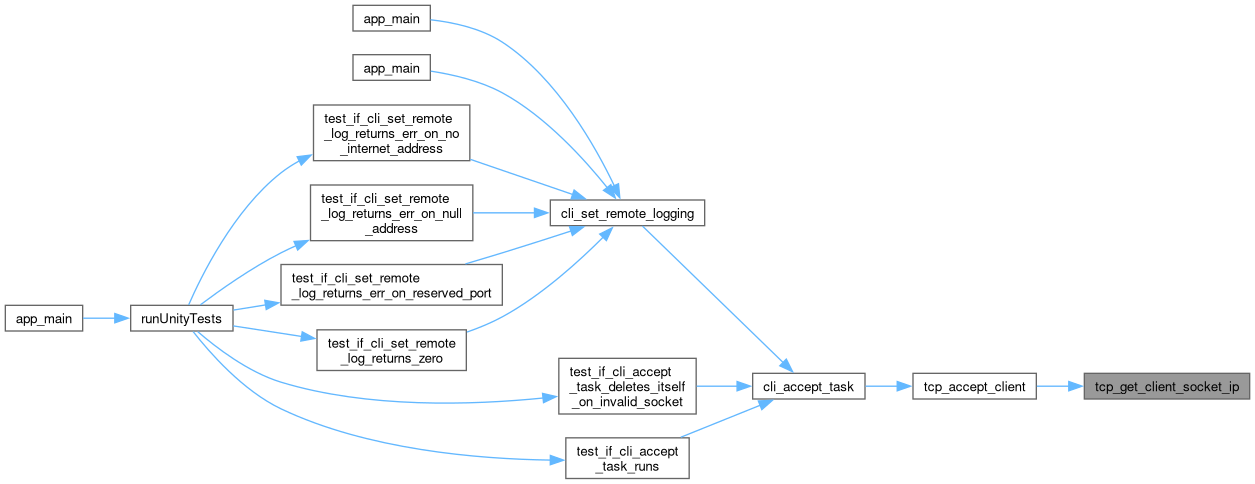 app_main
app_main
test_if_cli_set_remote
_log_returns_err_on_no
_internet_address
test_if_cli_set_remote
_log_returns_err_on_null
_address
cli_set_remote_logging
test_if_cli_set_remote
_log_returns_err_on_reserved_port
app_main
runUnityTests
test_if_cli_set_remote
_log_returns_zero
test_if_cli_accept
_task_deletes_itself
_on_invalid_socket
cli_accept_task
tcp_accept_client
tcp_get_client_socket_ip
test_if_cli_accept
_task_runs